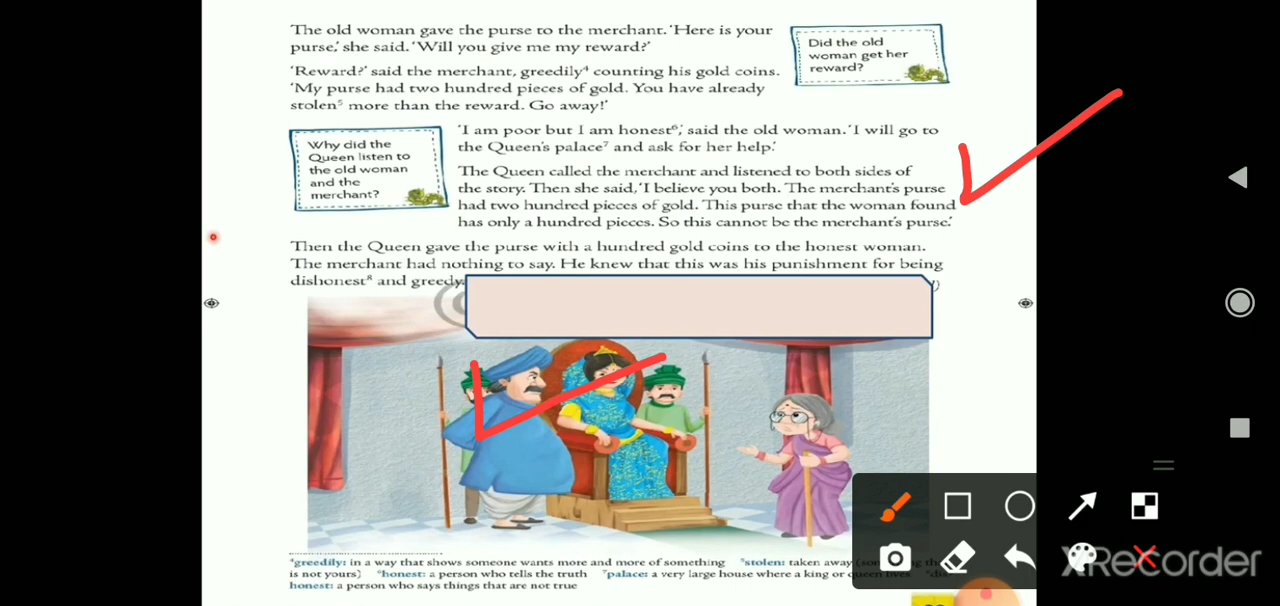 The old woman gave the purse to the merchant. 'Here is your
purse,' she said. 'Will you give me my reward?'
Did the old
woman get her
reward?
'Reward?' said the merchant, greedily⁴ counting his gold coins.
'My purse had two hundred pieces of gold. You have already
stolen⁵ more than the reward. Go away!'
Why did the
Queen listen to
the old woman
and the
merchant?
'I am poor but I am honest⁶,' said the old woman. 'I will go to
the Queen's palace⁷ and ask for her help.'
The Queen called the merchant and listened to both sides of
the story. Then she said, 'I believe you both. The merchant's purse
had two hundred pieces of gold. This purse that the woman found
has only a hundred pieces. So this cannot be the merchant's purse.'
Then the Queen gave the purse with a hundred gold coins to the honest woman.
The merchant had nothing to say. He knew that this was his punishment for being
dishonest⁸ and greedy.
⁴greedily: in a way that shows someone wants more and more of something ⁵stolen: taken away
is not yours) ⁶honest: a person who tells the truth ⁷palace: a very large house where a king or queen lives
honest: a person who says things that are not true
XRecorder